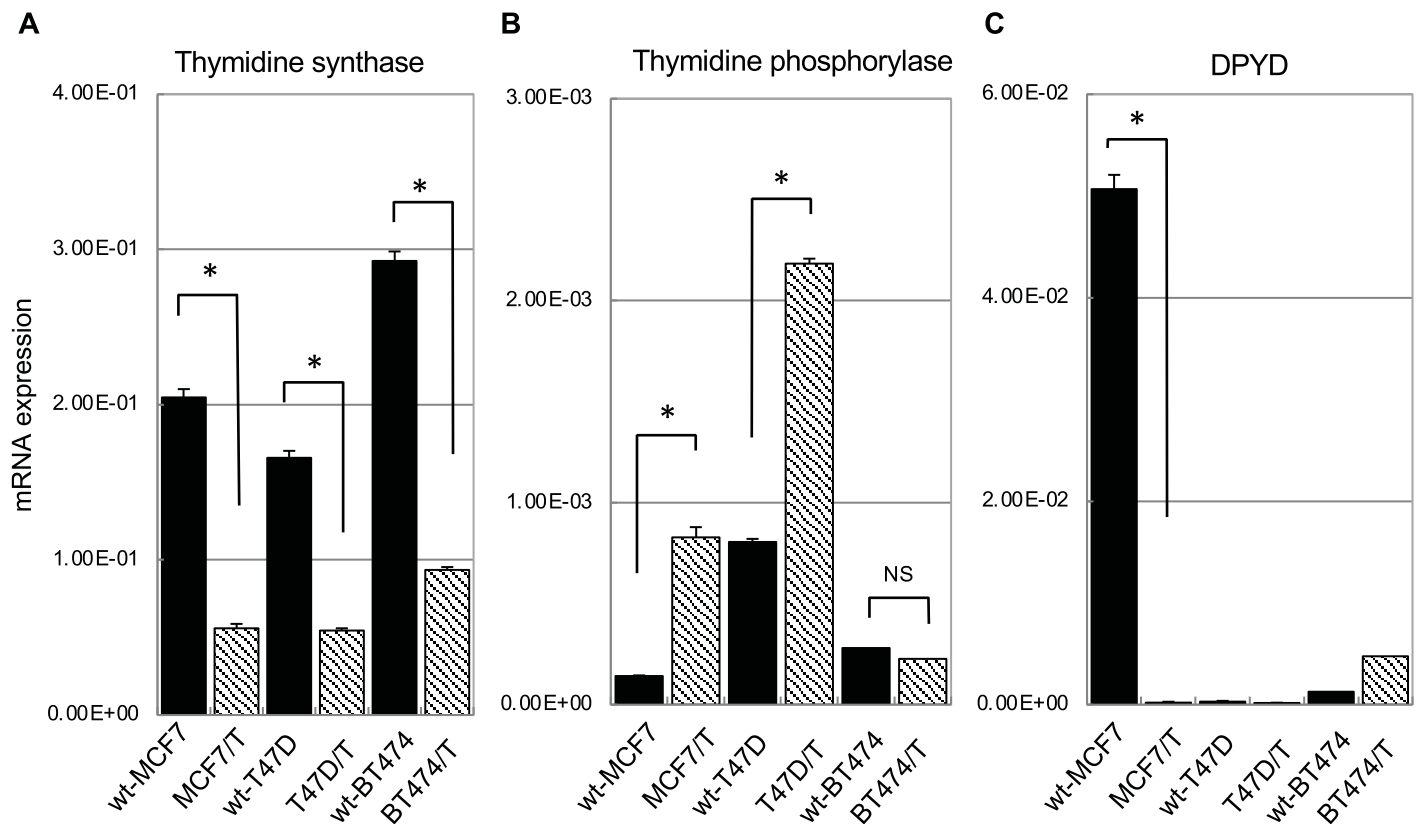 A
Thymidine synthase
mRNA expression
4.00E-01
3.00E-01
2.00E-01
1.00E-01
0.00E+00
*
*
*
wt-MCF7
MCF7/T
wt-T47D
T47D/T
wt-BT474
BT474/T
B
Thymidine phosphorylase
3.00E-03
2.00E-03
1.00E-03
0.00E+00
*
*
NS
wt-MCF7
MCF7/T
wt-T47D
T47D/T
wt-BT474
BT474/T
C
DPYD
6.00E-02
4.00E-02
2.00E-02
0.00E+00
*
wt-MCF7
MCF7/T
wt-T47D
T47D/T
wt-BT474
BT474/T